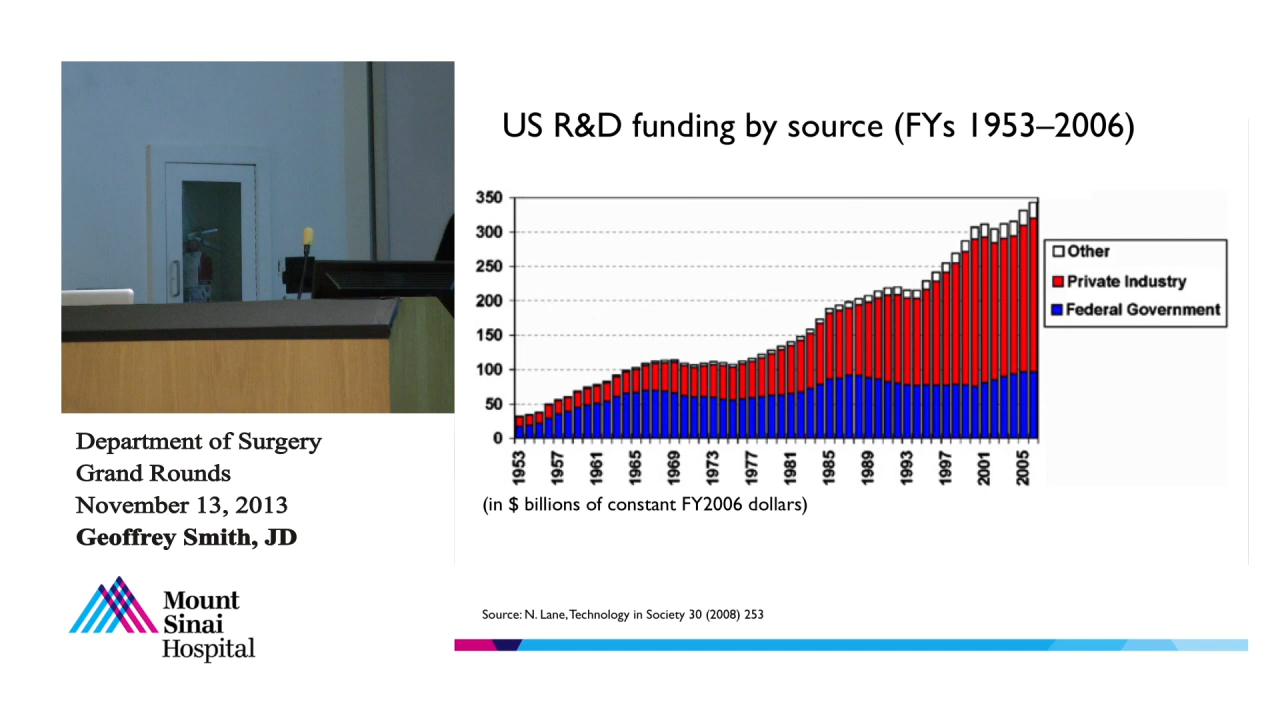 US R&D funding by source (FYs 1953–2006)
350
300
250
200
150
100
50
0
1953
1957
1961
1965
1969
1973
1977
1981
1985
1989
1993
1997
2001
2005
Other
Private Industry
Federal Government
(in $ billions of constant FY2006 dollars)
Source: N. Lane, Technology in Society 30 (2008) 253
Department of Surgery
Grand Rounds
November 13, 2013
Geoffrey Smith, JD
Mount
Sinai
Hospital